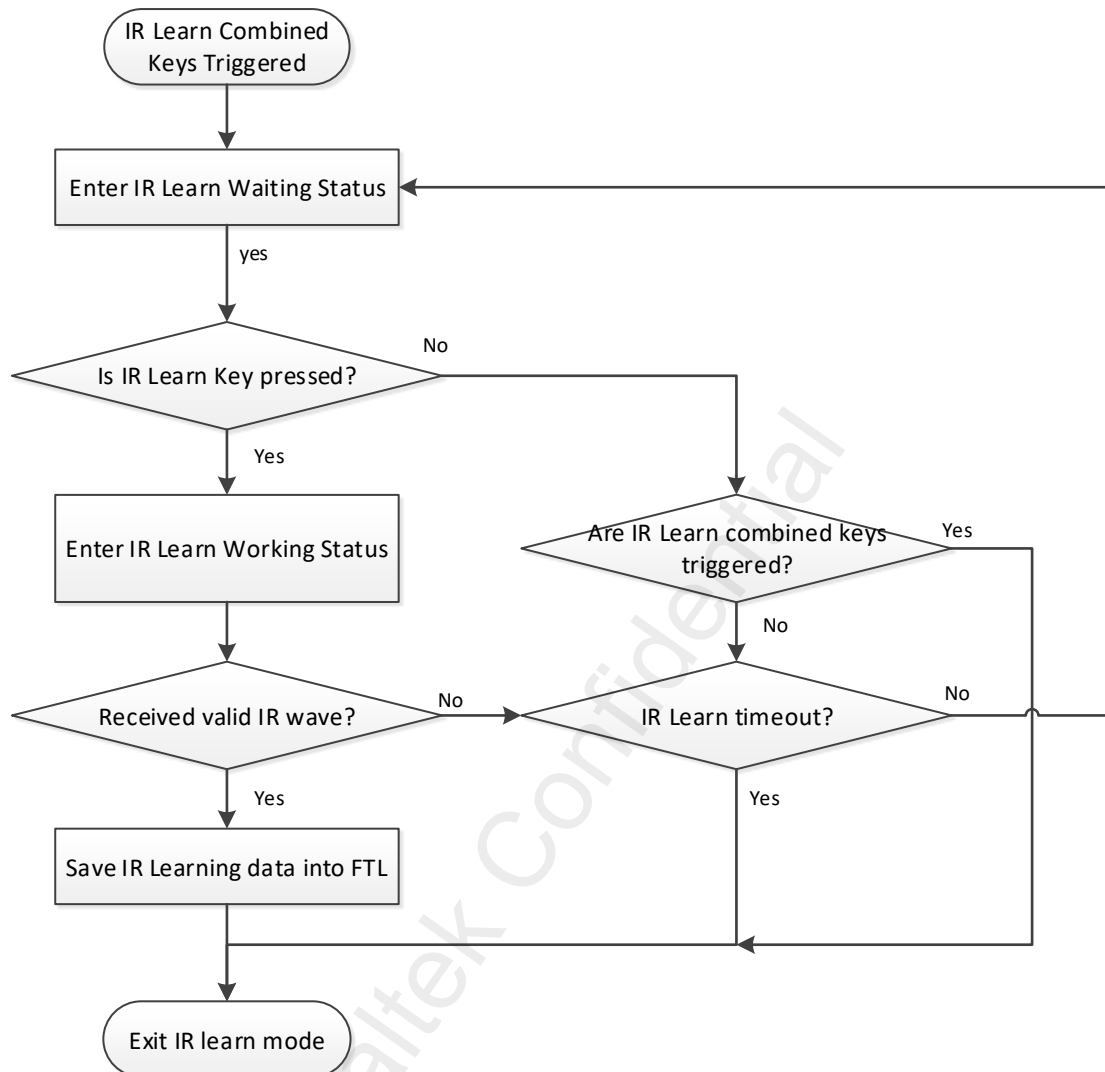 IR Learn Combined
Keys Triggered
Enter IR Learn Waiting Status
yes
Is IR Learn Key pressed?
No
Yes
Enter IR Learn Working Status
Are IR Learn combined keys
triggered?
Yes
No
Received valid IR wave?
No
IR Learn timeout?
No
Yes
Yes
Save IR Learning data into FTL
Exit IR learn mode
altek Confidential